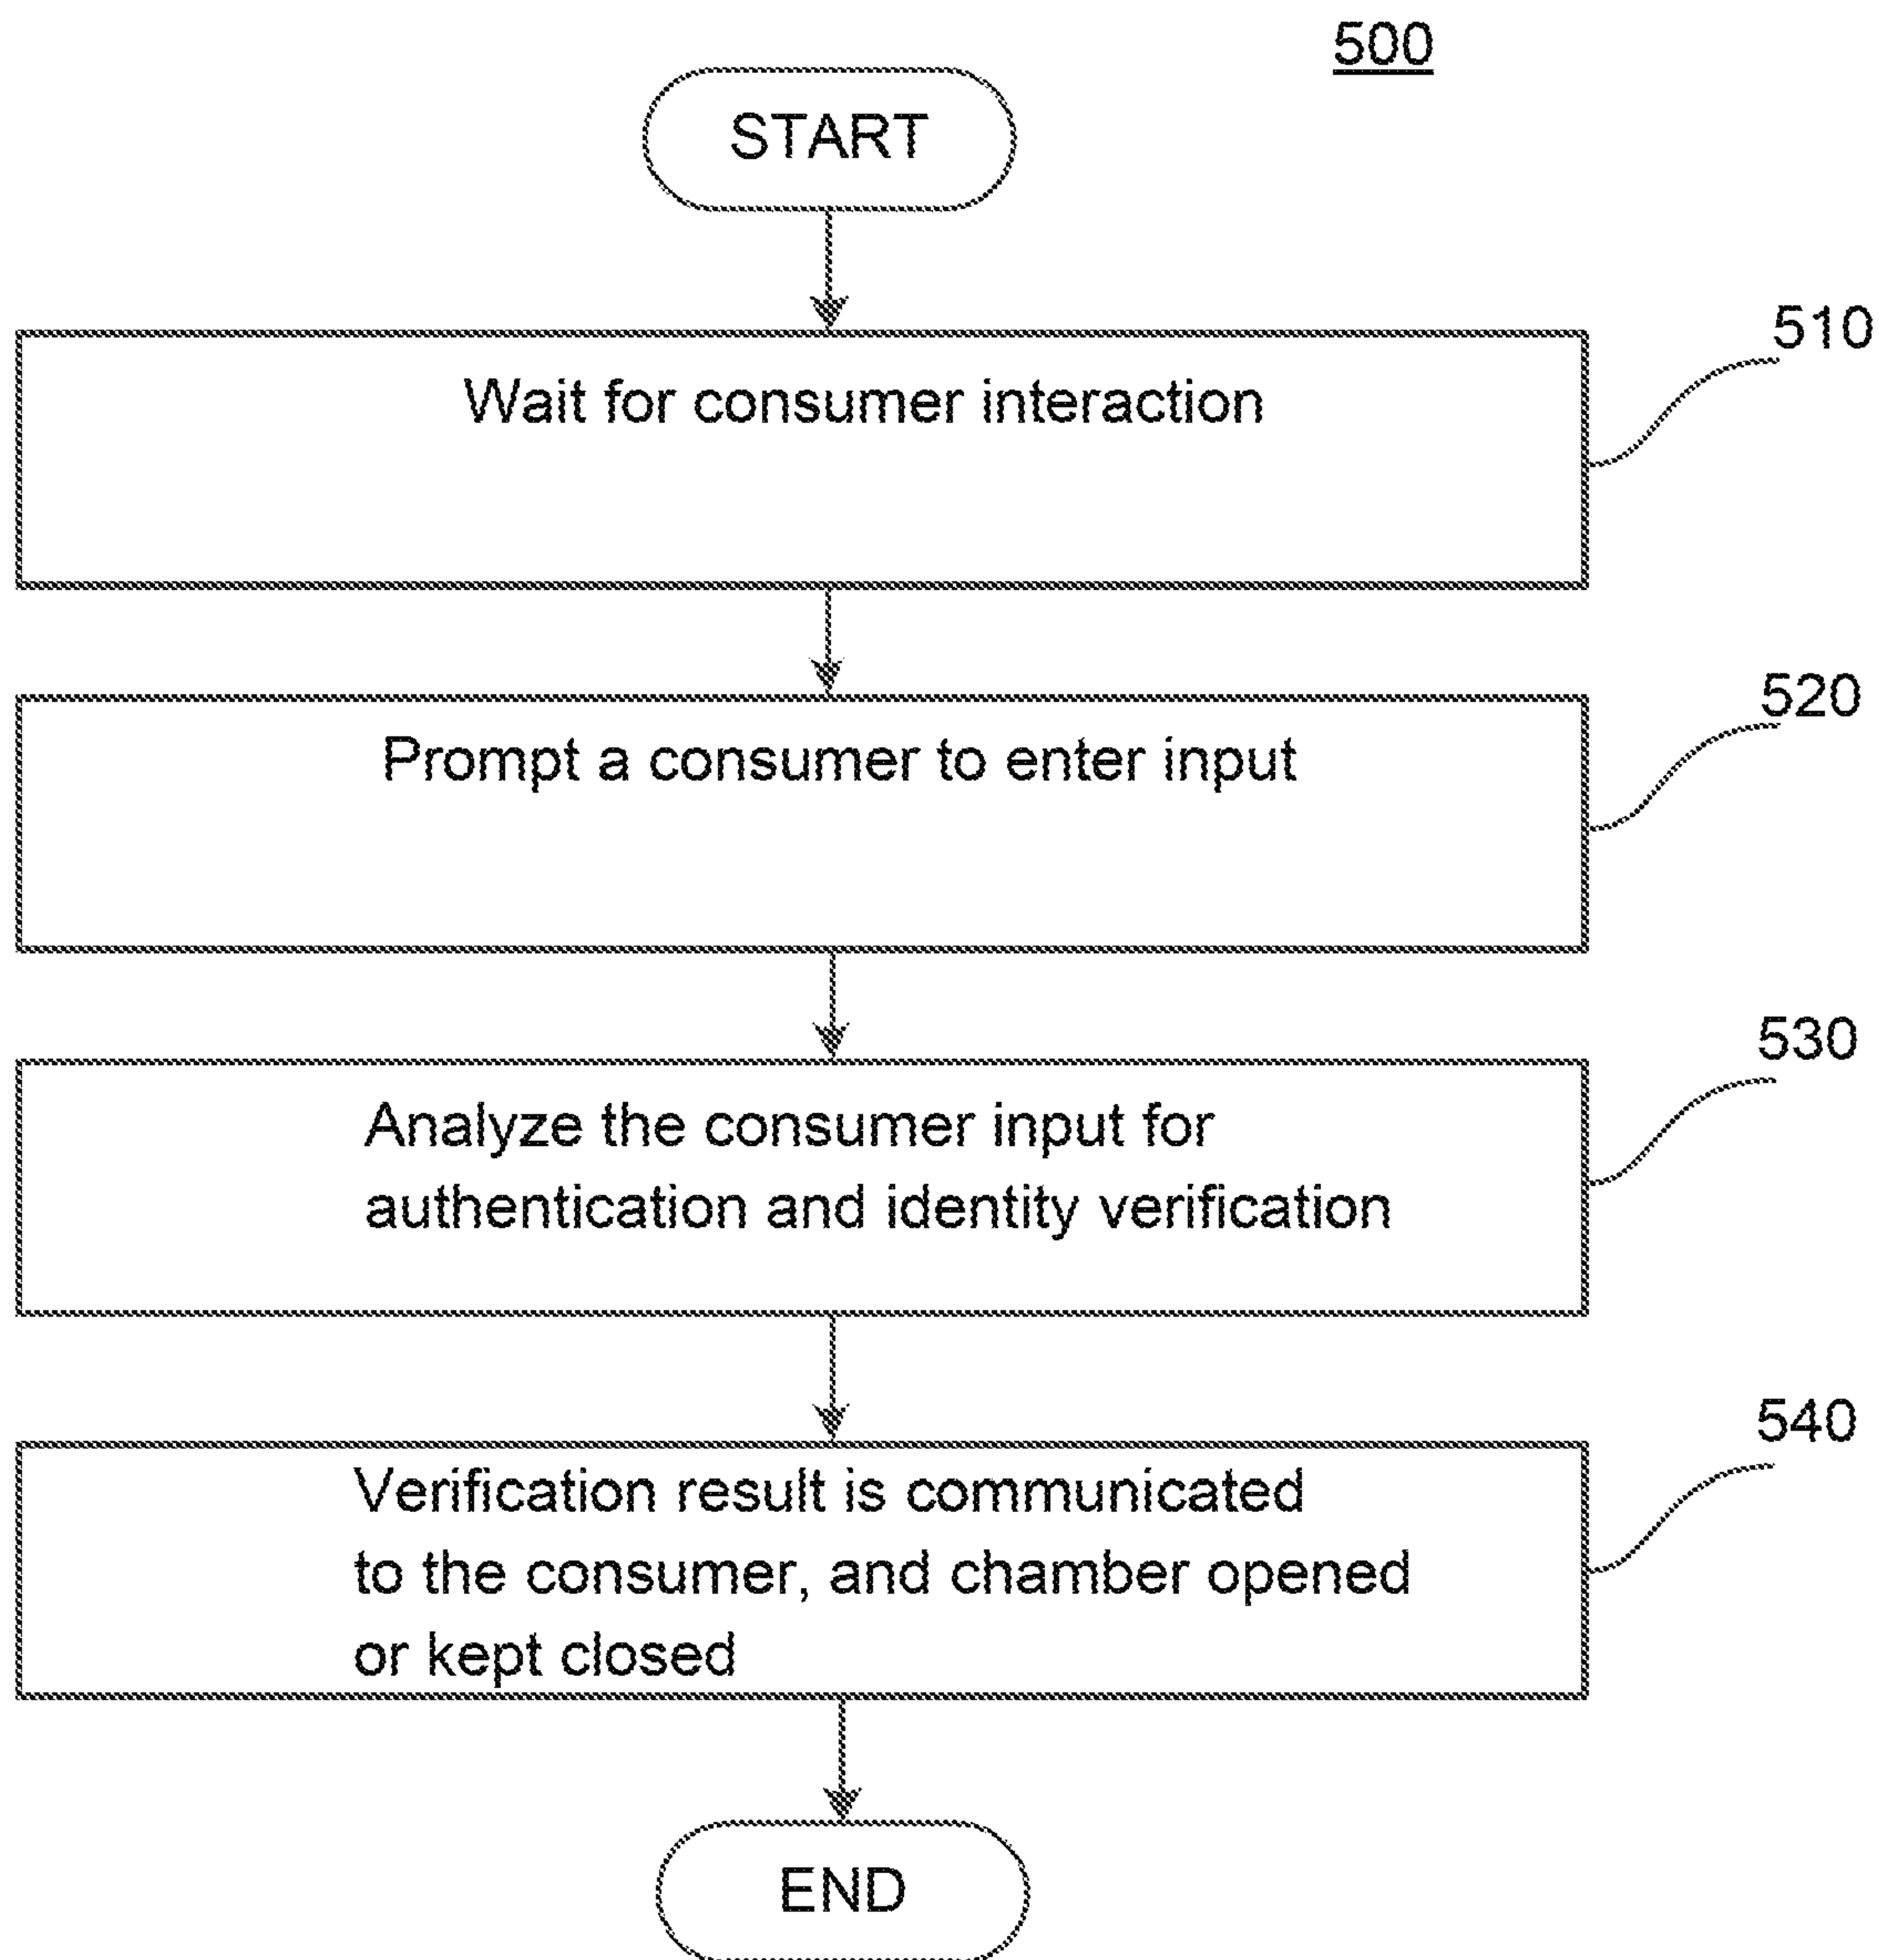 500
START
510
Wait for consumer interaction
520
Prompt a consumer to enter input
530
Analyze the consumer input for
authentication and identity verification
540
Verification result is communicated
to the consumer, and chamber opened
or kept closed
END